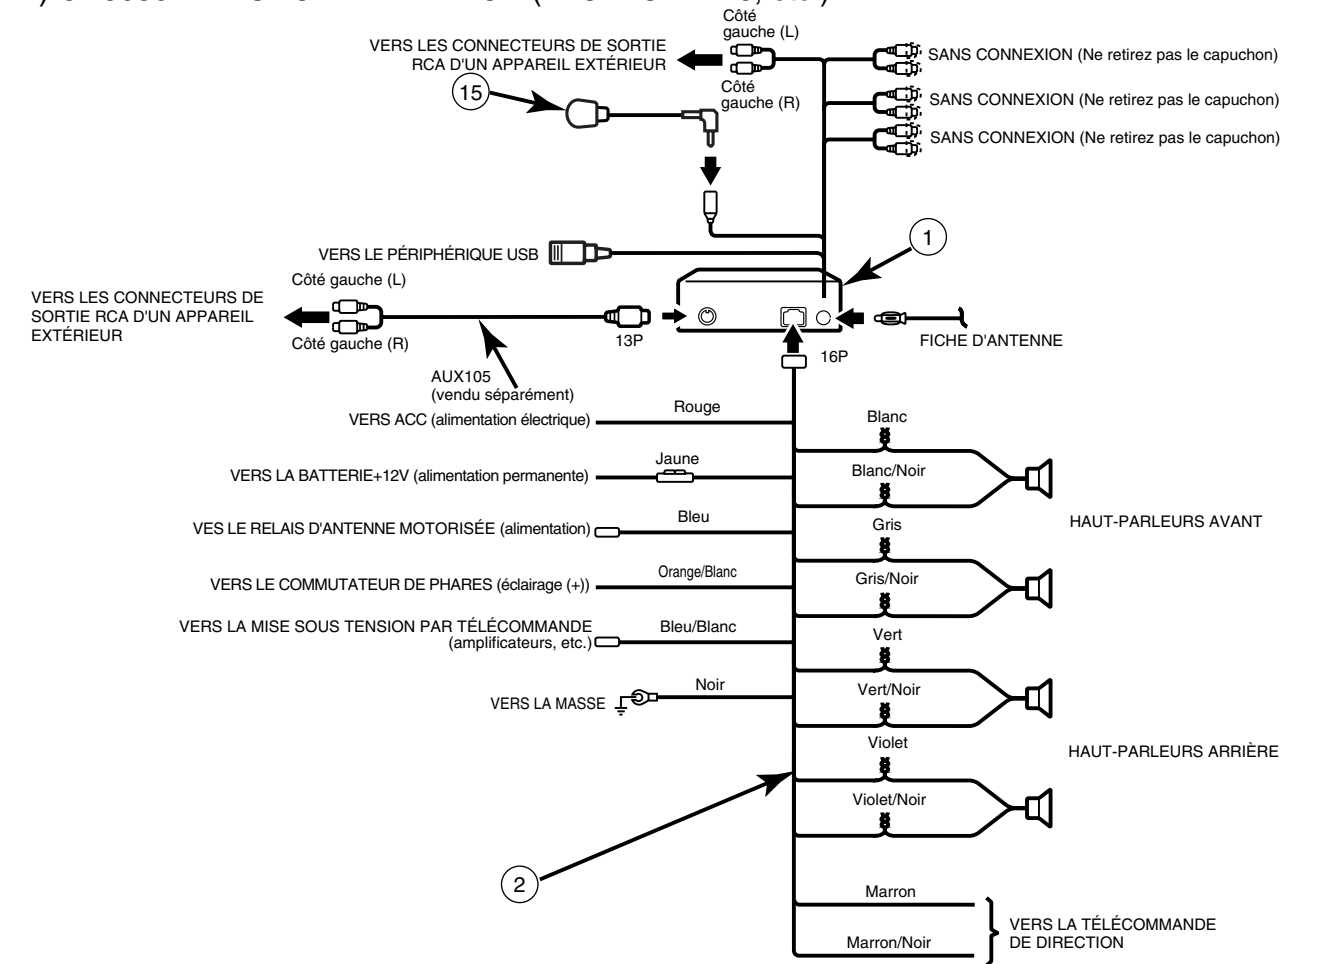 Côté
gauche (L)
VERS LES CONNECTEURS DE SORTIE
RCA D'UN APPAREIL EXTÉRIEUR
Côté
gauche (R)
SANS CONNEXION (Ne retirez pas le capuchon)
SANS CONNEXION (Ne retirez pas le capuchon)
SANS CONNEXION (Ne retirez pas le capuchon)
15
1
VERS LE PÉRIPHÉRIQUE USB
Côté gauche (L)
VERS LES CONNECTEURS DE
SORTIE RCA D'UN APPAREIL
EXTÉRIEUR
Côté gauche (R)
13P
16P
FICHE D'ANTENNE
AUX105
(vendu séparément)
Rouge
VERS ACC (alimentation électrique)
Jaune
VERS LA BATTERIE+12V (alimentation permanente)
Bleu
VES LE RELAIS D'ANTENNE MOTORISÉE (alimentation)
Orange/Blanc
VERS LE COMMUTATEUR DE PHARES (éclairage (+))
Bleu/Blanc
VERS LA MISE SOUS TENSION PAR TÉLÉCOMMANDE
(amplificateurs, etc.)
Noir
VERS LA MASSE
Blanc
Blanc/Noir
HAUT-PARLEURS AVANT
Gris
Gris/Noir
Vert
Vert/Noir
HAUT-PARLEURS ARRIÈRE
Violet
Violet/Noir
2
Marron
Marron/Noir
VERS LA TÉLÉCOMMANDE
DE DIRECTION